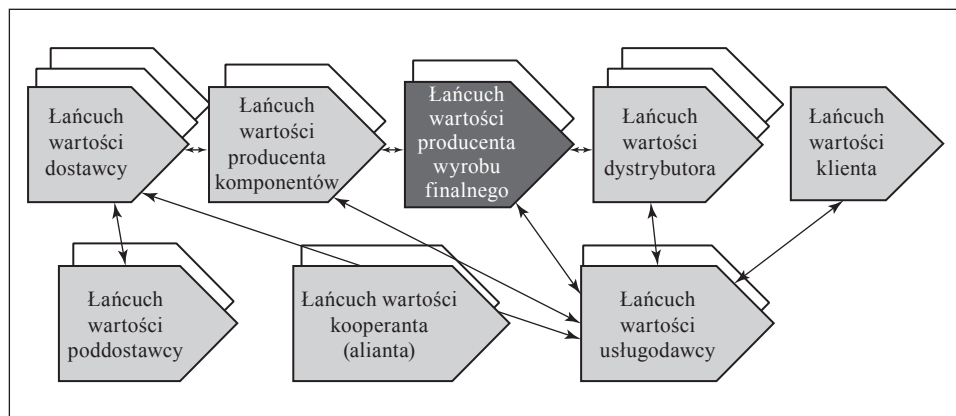 Łańcuch
wartości
dostawcy
Łańcuch
wartości
producenta
komponentów
Łańcuch
wartości
producenta
wyrobu
finalnego
Łańcuch
wartości
dystrybutora
Łańcuch
wartości
klienta
Łańcuch
wartości
poddostawcy
Łańcuch wartości
kooperanta
(alianta)
Łańcuch
wartości
usługodawcy